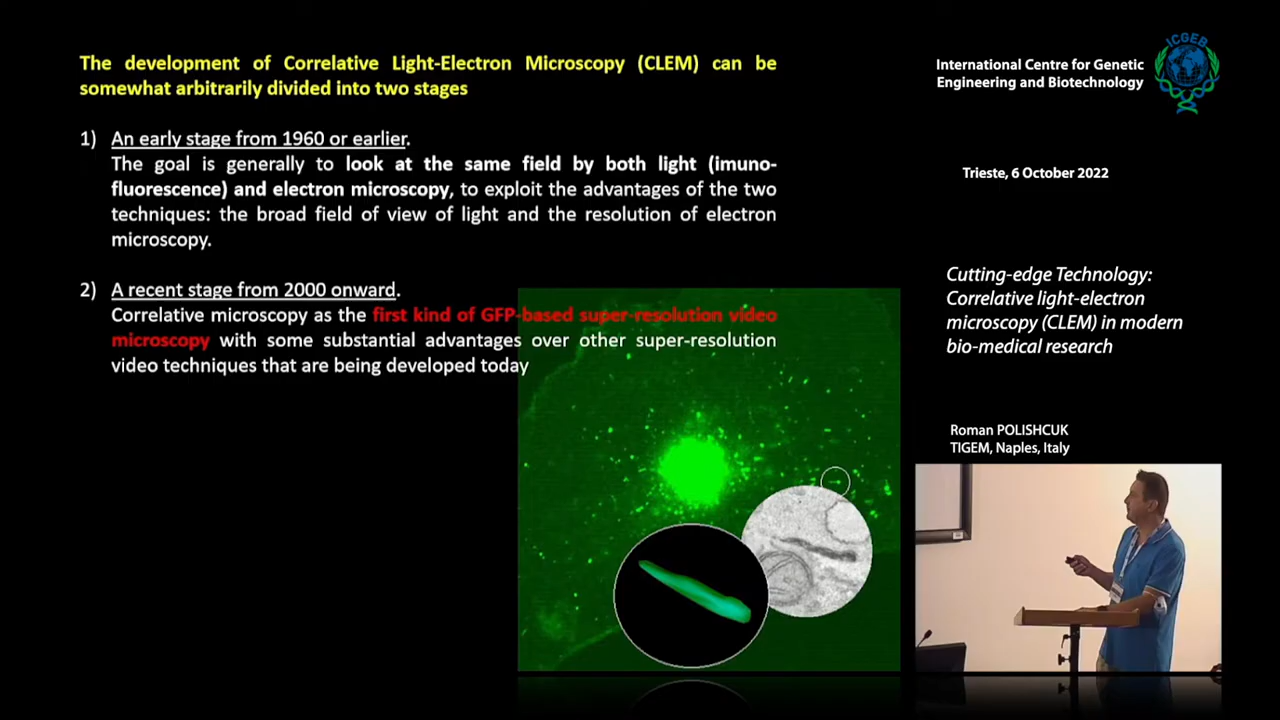 The development of Correlative Light-Electron Microscopy (CLEM) can be
somewhat arbitrarily divided into two stages
1) An early stage from 1960 or earlier.
The goal is generally to look at the same field by both light (imuno-
fluorescence) and electron microscopy, to exploit the advantages of the two
techniques: the broad field of view of light and the resolution of electron
microscopy.
2) A recent stage from 2000 onward.
Correlative microscopy as the first kind of GFP-based super-resolution video
microscopy with some substantial advantages over other super-resolution
video techniques that are being developed today
International Centre for Genetic
Engineering and Biotechnology
ICGEB
Trieste, 6 October 2022
Cutting-edge Technology:
Correlative light-electron
microscopy (CLEM) in modern
bio-medical research
Roman POLISHCUK
TIGEM, Naples, Italy